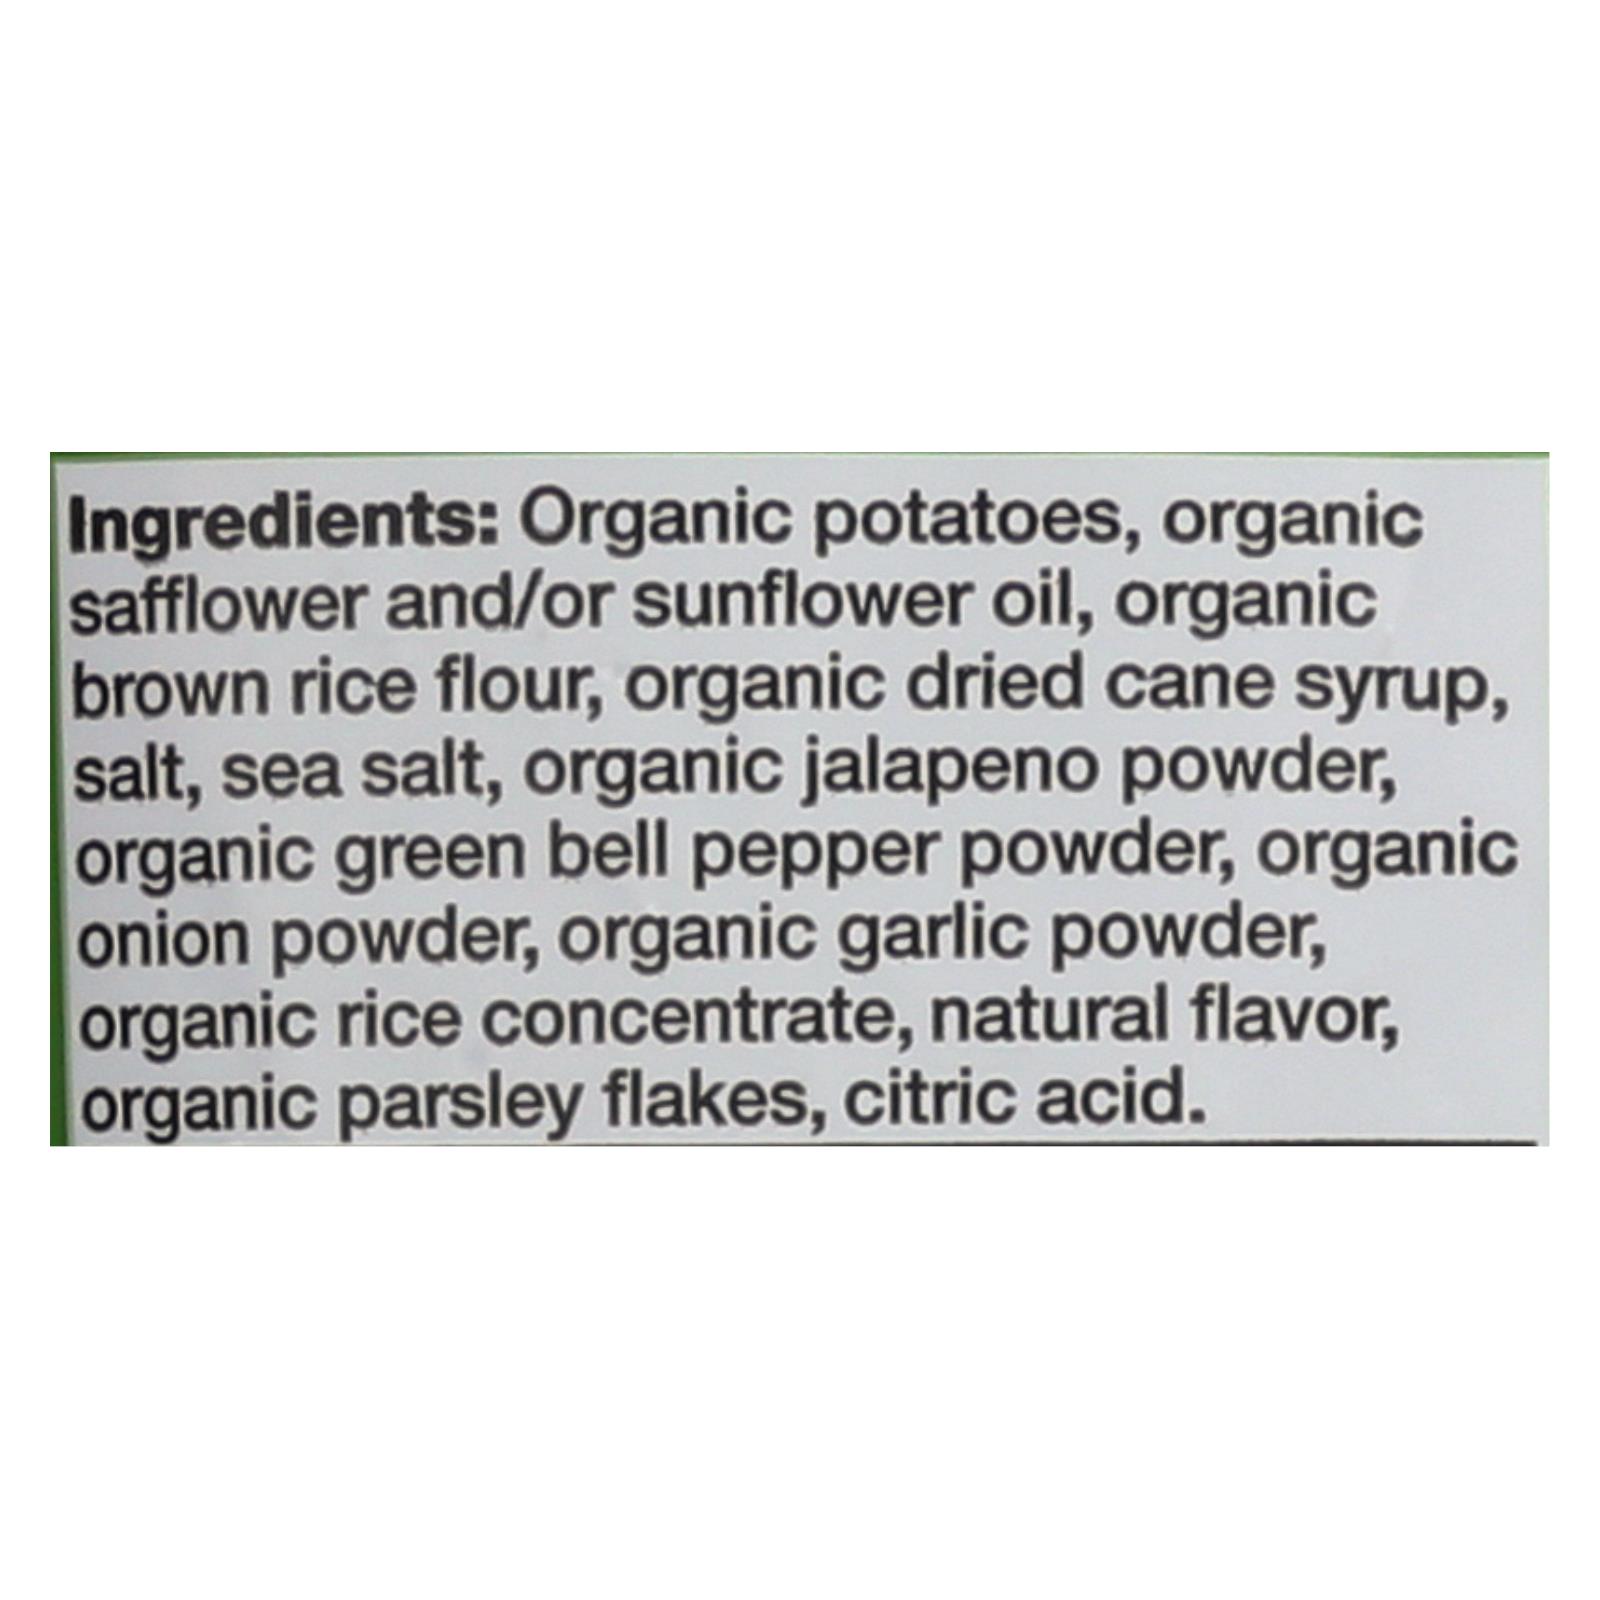 Ingredients: Organic potatoes, organic
safflower and/or sunflower oil, organic
brown rice flour, organic dried cane syrup,
salt, sea salt, organic jalapeno powder,
organic green bell pepper powder, organic
onion powder, organic garlic powder,
organic rice concentrate, natural flavor,
organic parsley flakes, citric acid.